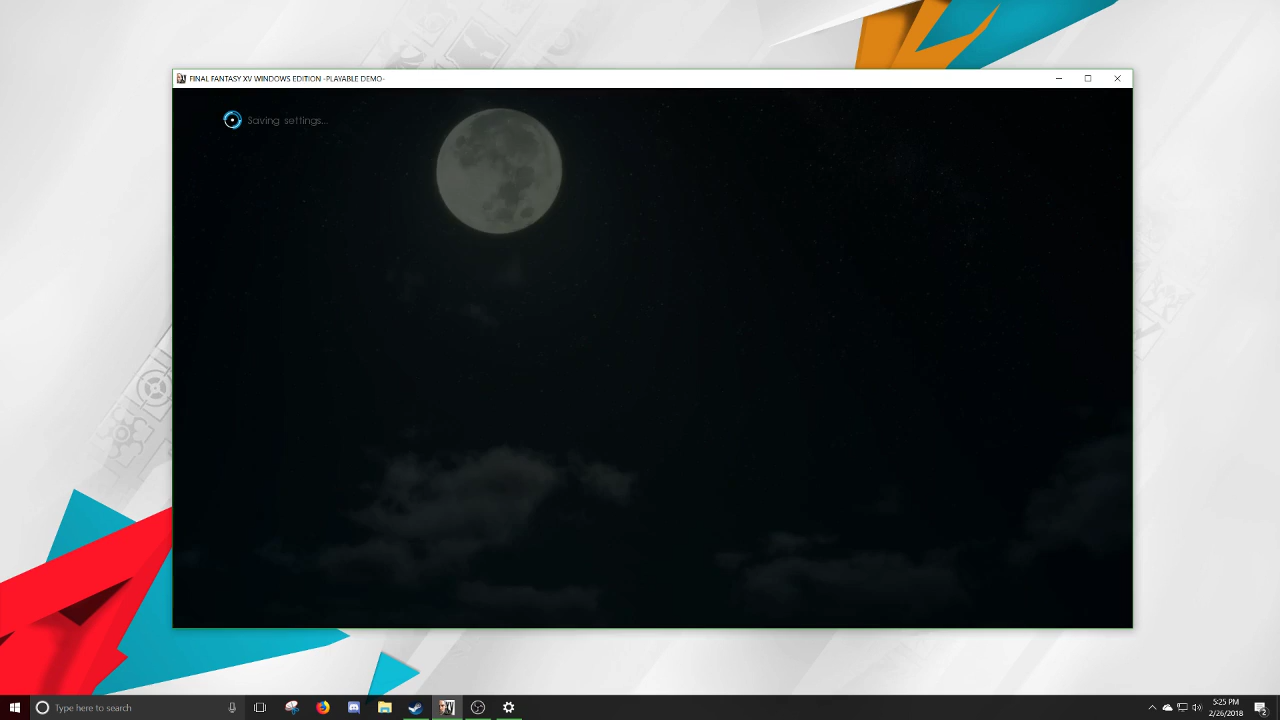 FINAL FANTASY XV WINDOWS EDITION -PLAYABLE DEMO-
Saving settings...
Type here to search
5:25 PM
2/26/2018
2